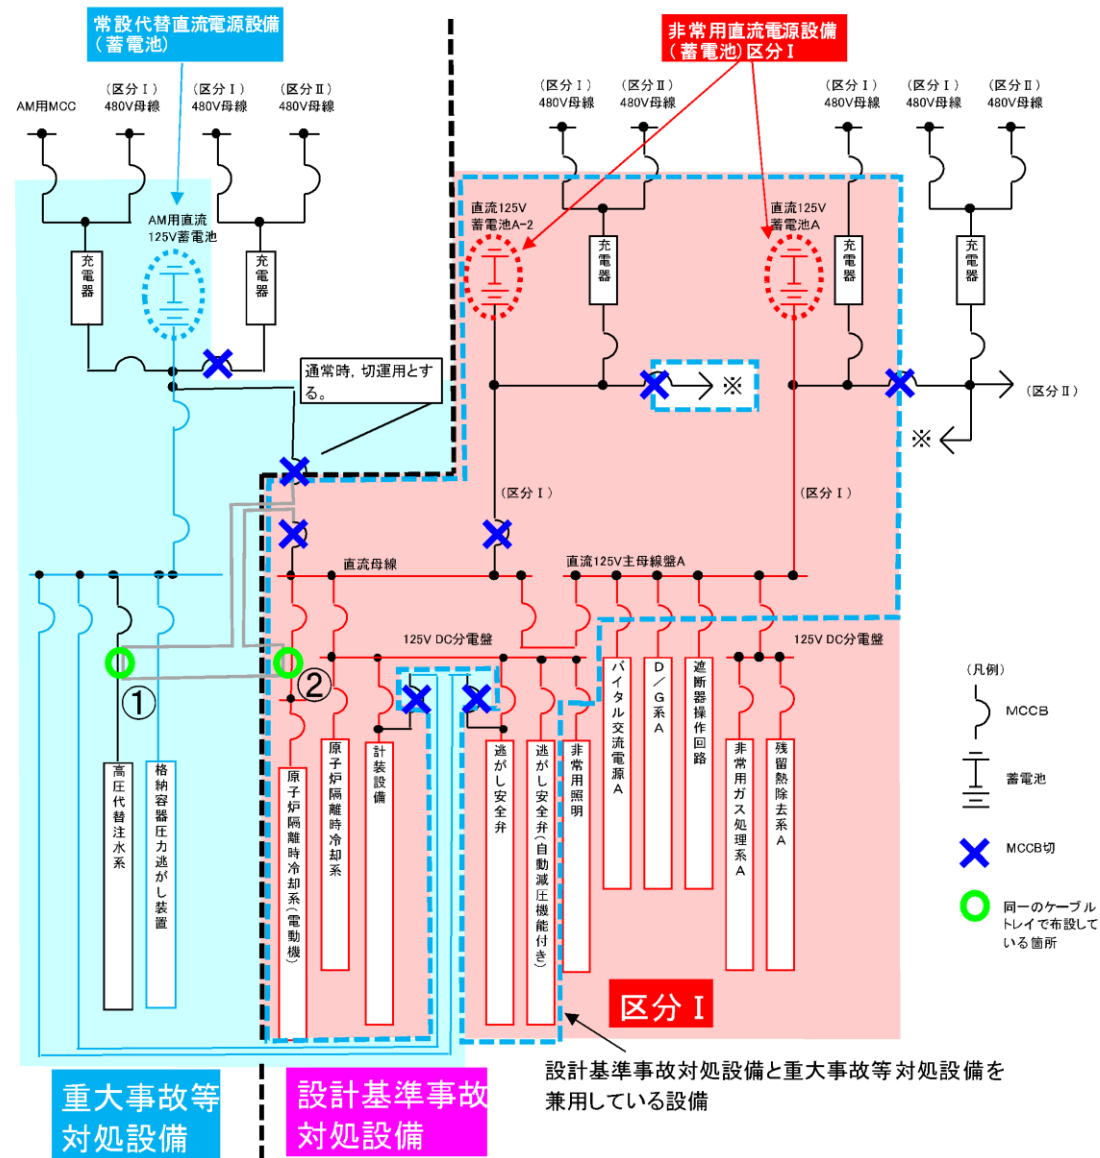 常設代替直流電源設備
（蓄電池）
非常用直流電源設備
（蓄電池）区分Ⅰ
AM用MCC
（区分Ⅰ）
480V母線
（区分Ⅰ）
480V母線
（区分Ⅱ）
480V母線
（区分Ⅰ）
480V母線
（区分Ⅱ）
480V母線
（区分Ⅰ）
480V母線
（区分Ⅰ）
480V母線
（区分Ⅱ）
480V母線
AM用直流
125V蓄電池
直流125V
蓄電池A-2
直流125V
蓄電池A
充電器
充電器
充電器
充電器
充電器
通常時，切運用とす
る。
※
（区分Ⅱ）
※
（区分Ⅰ）
（区分Ⅰ）
直流母線
直流125V主母線盤A
125V DC分電盤
125V DC分電盤
①
②
高圧代替注水系
格納容器圧力逃がし装置
原子炉隔離時冷却系（電動機）
原子炉隔離時冷却系
計装設備
逃がし安全弁
逃がし安全弁（自動減圧機能付き）
非常用照明
バイタル交流電源A
D／G系A
遮断器操作回路
非常用ガス処理系A
残留熱除去系A
（凡例）
MCCB
蓄電池
MCCB切
同一のケーブル
トレイで布設して
いる箇所
区分Ⅰ
設計基準事故対処設備と重大事故等対処設備を
兼用している設備
重大事故等
対処設備
設計基準事故
対処設備